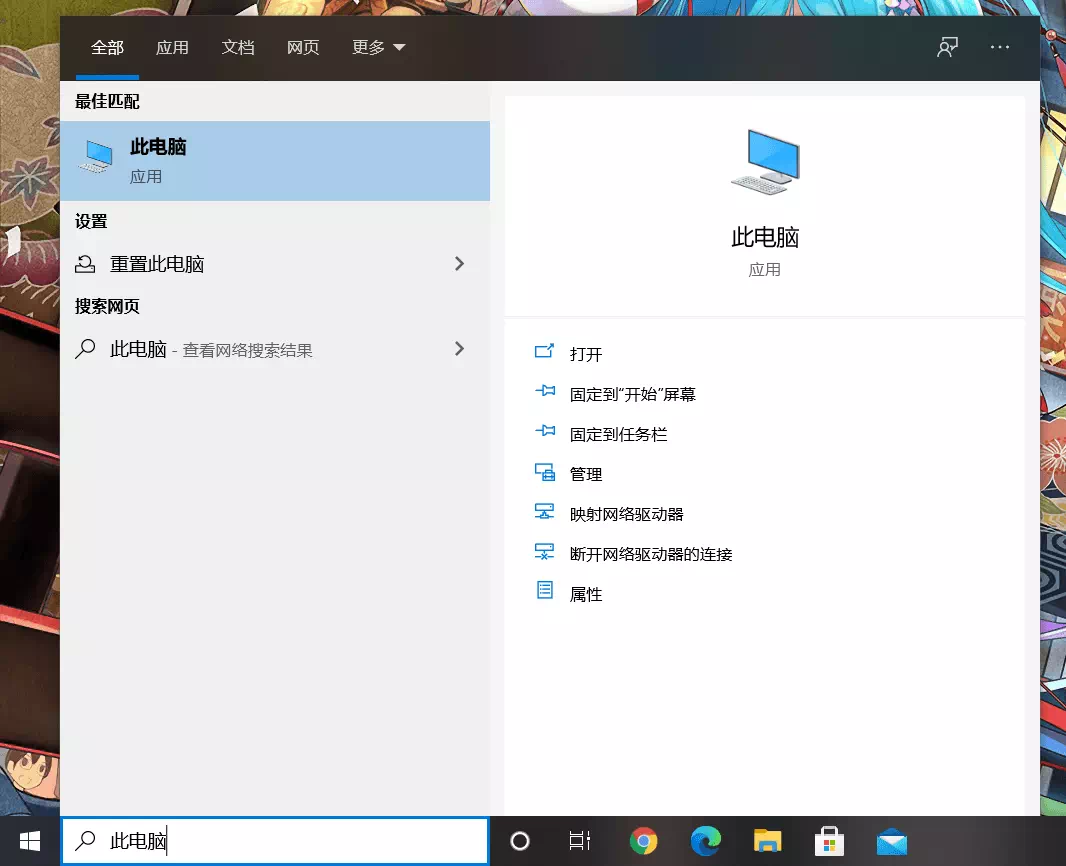 全部 应用 文档 网页 更多
最佳匹配
此电脑
应用
设置
重置此电脑
搜索网页
此电脑 - 查看网络搜索结果
此电脑
应用
打开
固定到“开始”屏幕
固定到任务栏
管理
映射网络驱动器
断开网络驱动器的连接
属性
此电脑